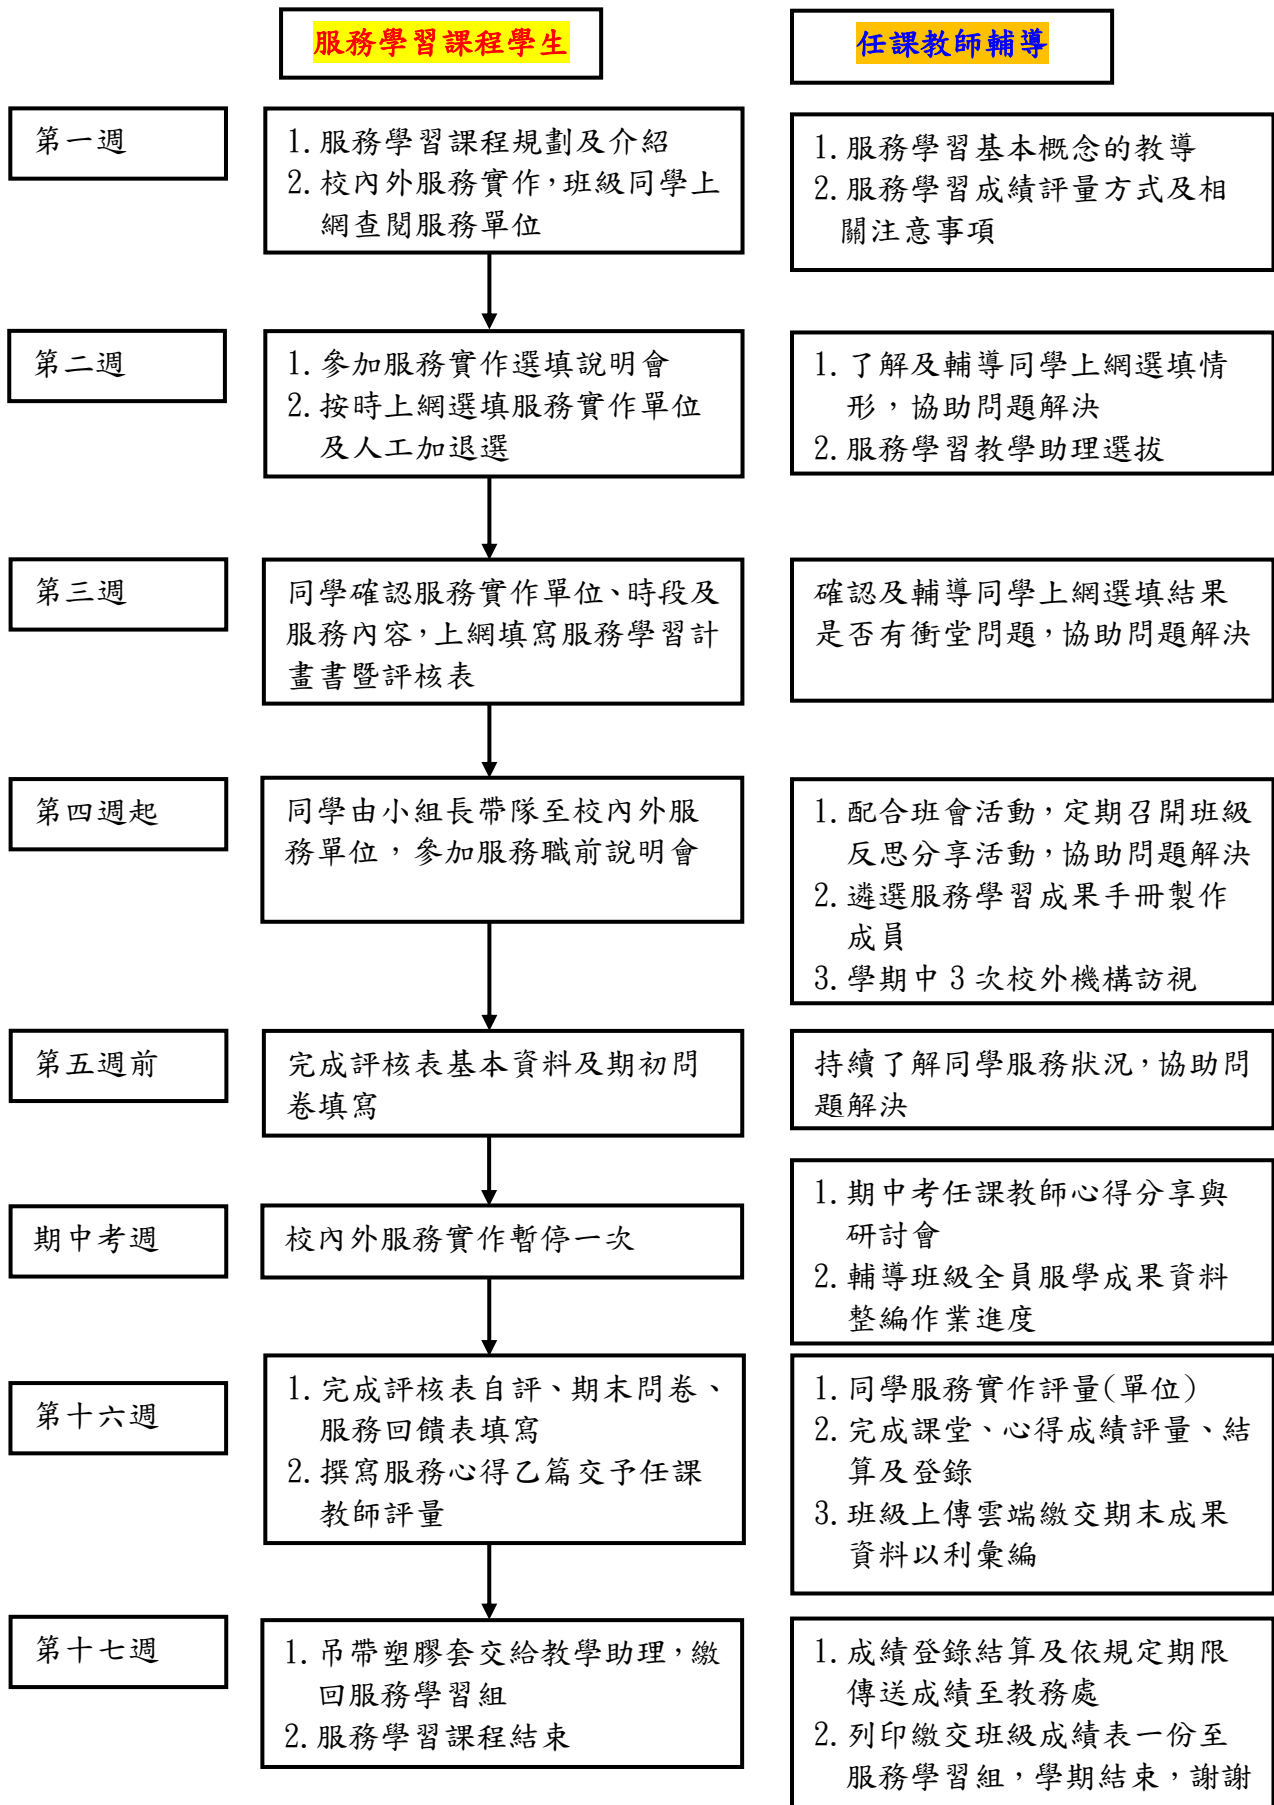 服務學習課程學生
任課教師輔導
第一週
1.服務學習課程規劃及介紹
2.校內外服務實作，班級同學上
網查閱服務單位
1.服務學習基本概念的教導
2.服務學習成績評量方式及相
關注意事項
第二週
1.參加服務實作選填說明會
2.按時上網選填服務實作單位
及人工加退選
1.了解及輔導同學上網選填情
形，協助問題解決
2.服務學習教學助理選拔
第三週
同學確認服務實作單位、時段及
服務內容，上網填寫服務學習計
畫書暨評核表
確認及輔導同學上網選填結果
是否有衝堂問題，協助問題解決
第四週起
同學由小組長帶隊至校內外服
務單位，參加服務職前說明會
1.配合班會活動，定期召開班級
反思分享活動，協助問題解決
2.遴選服務學習成果手冊製作
成員
3.學期中3次校外機構訪視
第五週前
完成評核表基本資料及期初問
卷填寫
持續了解同學服務狀況，協助問
題解決
期中考週
校內外服務實作暫停一次
1.期中考任課教師心得分享與
研討會
2.輔導班級全員服學成果資料
整編作業進度
第十六週
1.完成評核表自評、期末問卷、
服務回饋表填寫
2.撰寫服務心得乙篇交予任課
教師評量
1.同學服務實作評量(單位)
2.完成課堂、心得成績評量、結
算及登錄
3.班級上傳雲端繳交期末成果
資料以利彙編
第十七週
1.吊帶塑膠套交給教學助理，繳
回服務學習組
2.服務學習課程結束
1.成績登錄結算及依規定期限
傳送成績至教務處
2.列印繳交班級成績表一份至
服務學習組，學期結束，謝謝